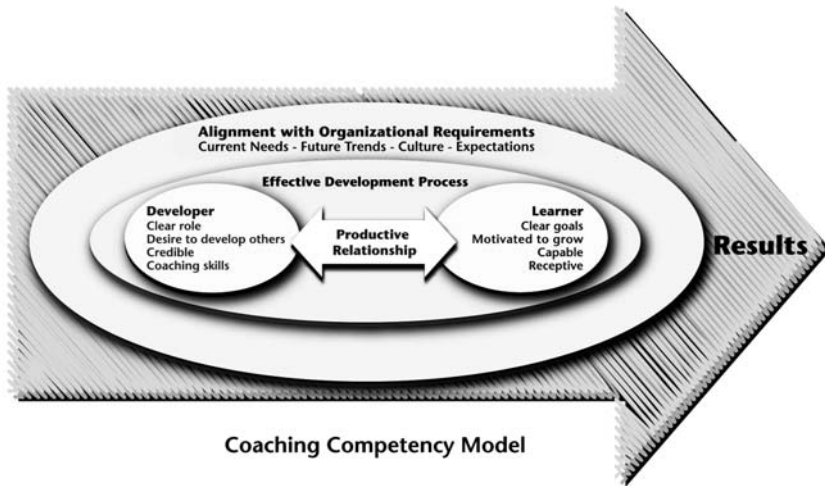 Alignment with Organizational Requirements
Current Needs - Future Trends - Culture - Expectations
Effective Development Process
Developer
Clear role
Desire to develop others
Credible
Coaching skills
Productive
Relationship
Learner
Clear goals
Motivated to grow
Capable
Receptive
Results
Coaching Competency Model